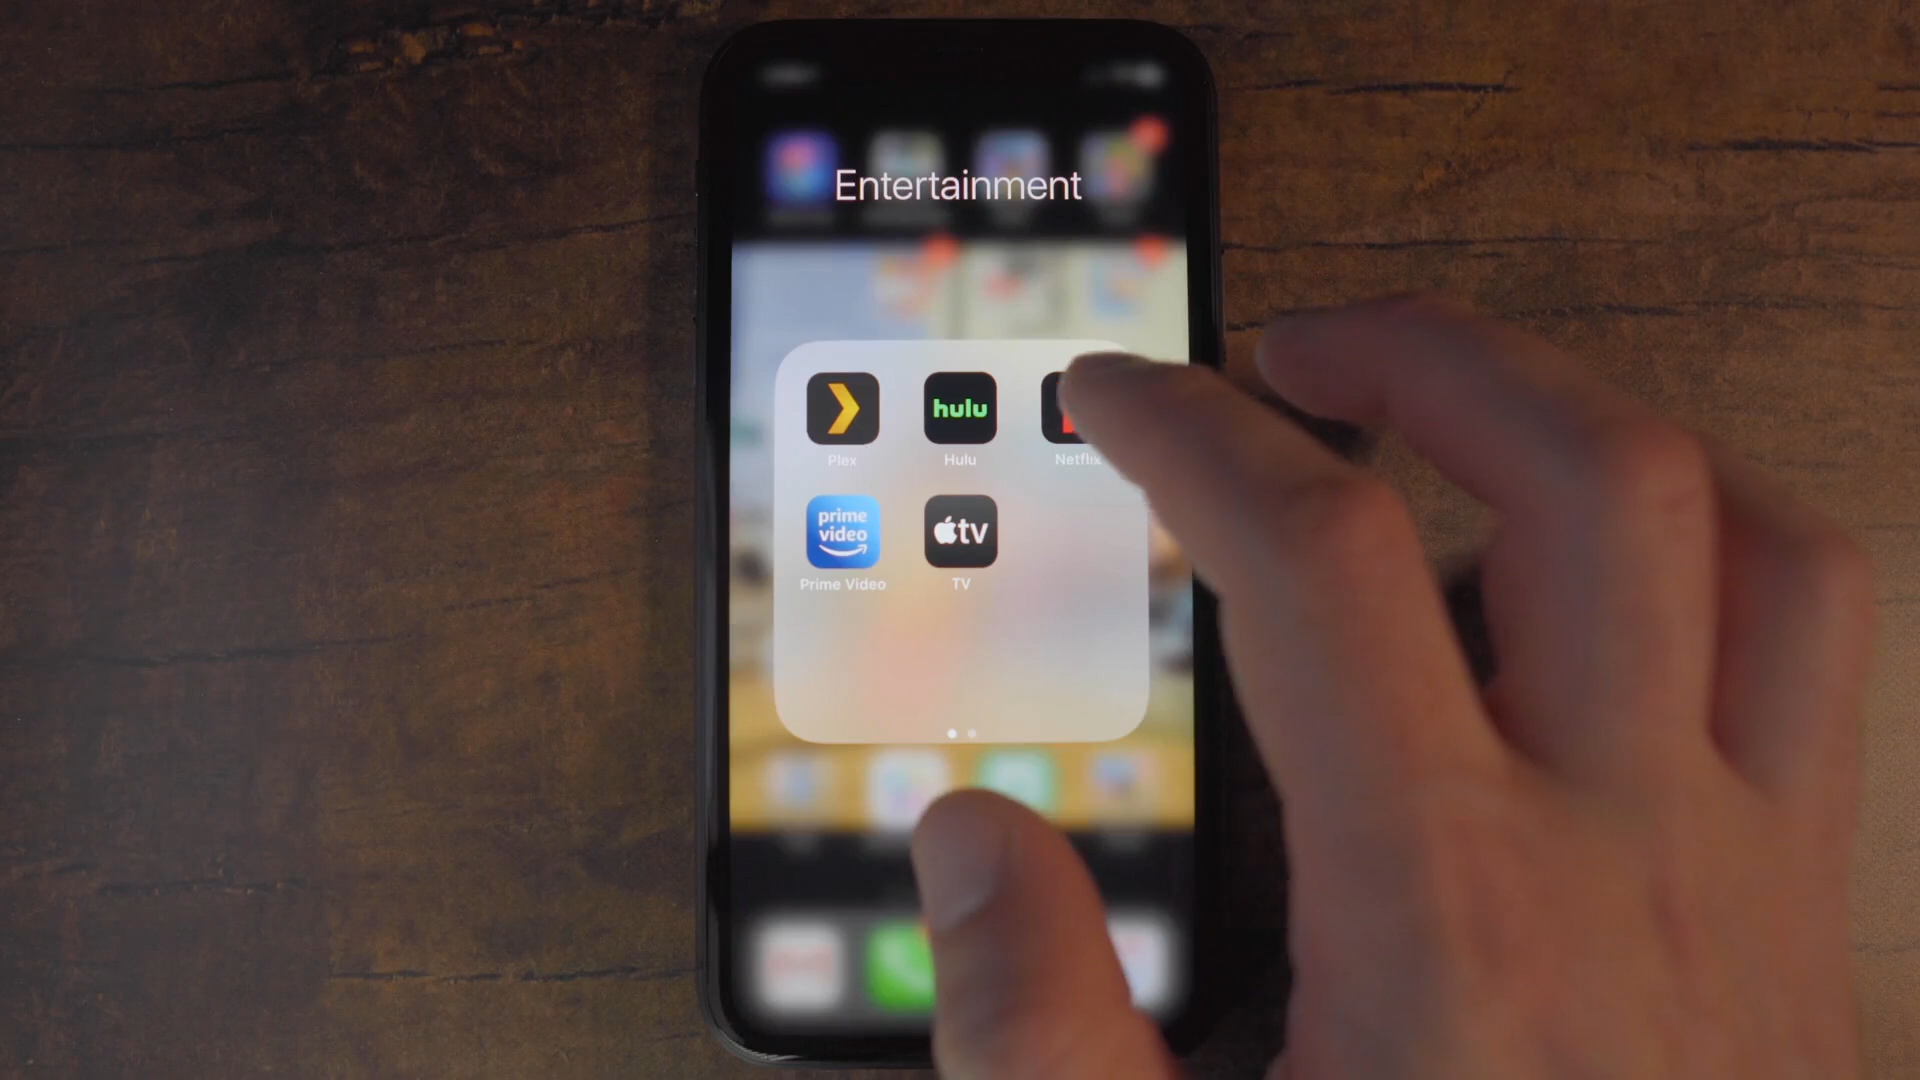 Entertainment
hulu
Plex
Hulu
Netflix
prime
video
tv
Prime Video
TV